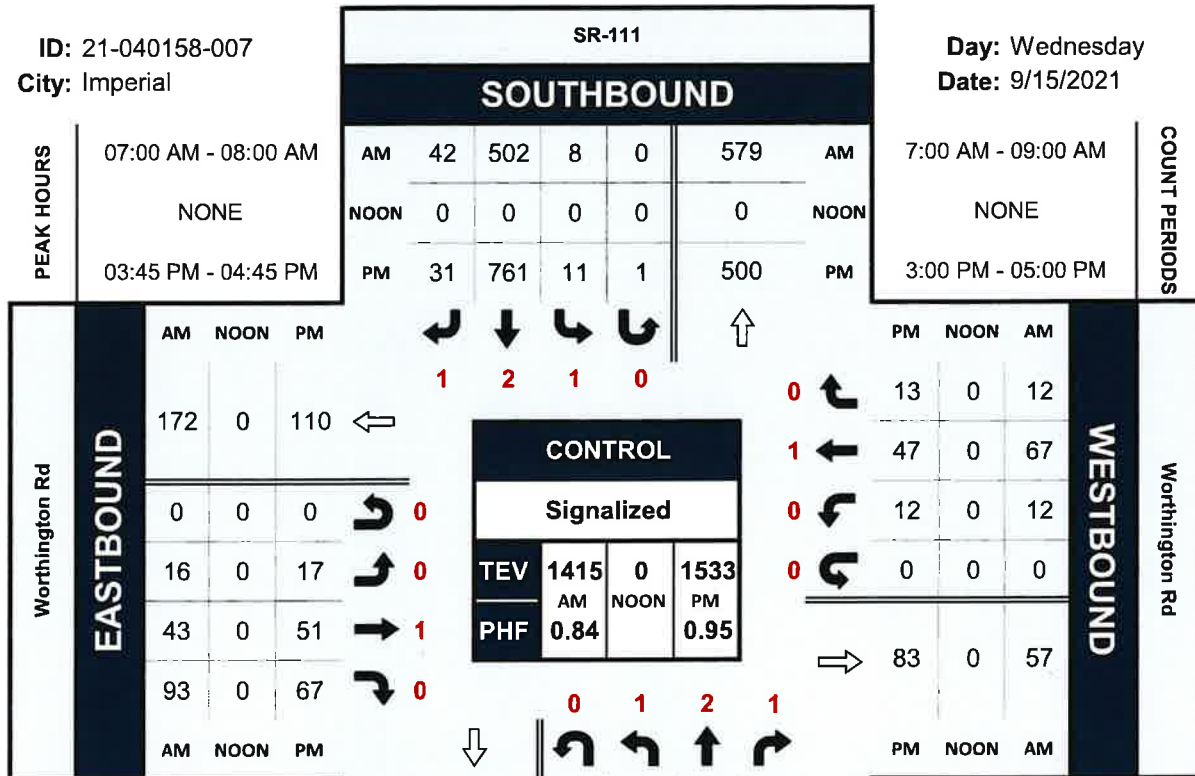 SR-111
ID: 21-040158-007
City: Imperial
Day: Wednesday
Date: 9/15/2021
SOUTHBOUND
PEAK HOURS
07:00 AM - 08:00 AM
NONE
03:45 PM - 04:45 PM
AM 42 502 8 0 579 AM
NOON 0 0 0 0 0 NOON
PM 31 761 11 1 500 PM
7:00 AM - 09:00 AM
NONE
3:00 PM - 05:00 PM
COUNT PERIODS
1 2 1 0
Worthington Rd
EASTBOUND
AM NOON PM
172 0 110
0 0 0 0
16 0 17 0
43 0 51 1
93 0 67 0
AM NOON PM
CONTROL
Signalized
TEV 1415 0 1533
AM NOON PM
PHF 0.84 0.95
PM NOON AM
0 13 0 12
1 47 0 67
0 12 0 12
0 0 0 0
83 0 57
PM NOON AM
WESTBOUND
Worthington Rd
0 1 2 1